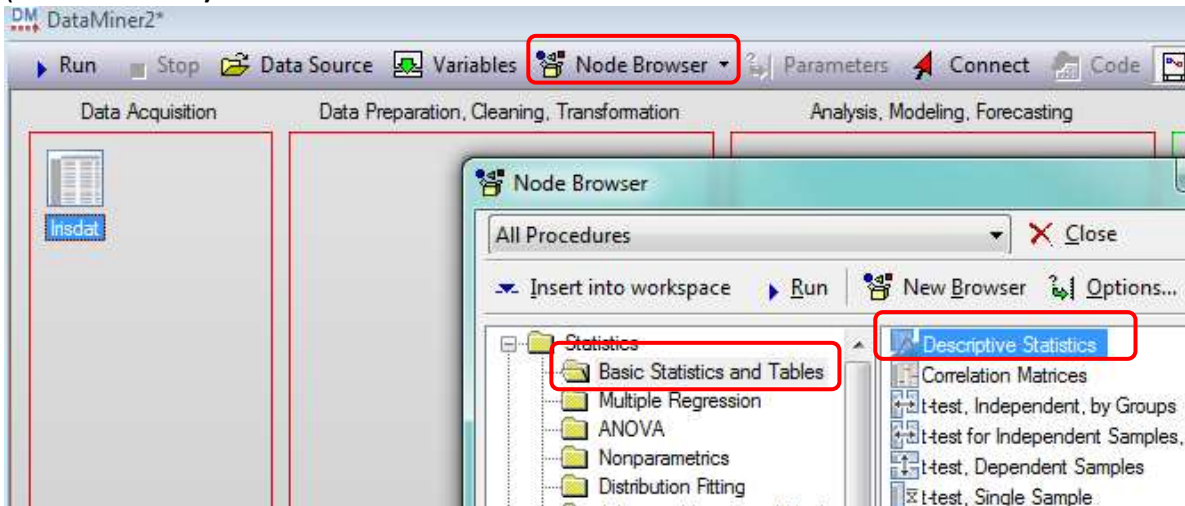 DM DataMiner2*
Run Stop Data Source Variables Node Browser Parameters Connect Code
Data Acquisition Data Preparation, Cleaning, Transformation Analysis, Modeling, Forecasting
Irisdat
Node Browser
All Procedures Close
Insert into workspace Run New Browser Options...
Statistics
Basic Statistics and Tables
Multiple Regression
ANOVA
Nonparametrics
Distribution Fitting
Descriptive Statistics
Correlation Matrices
t-test, Independent, by Groups
t-test for Independent Samples,
t-test, Dependent Samples
t-test, Single Sample